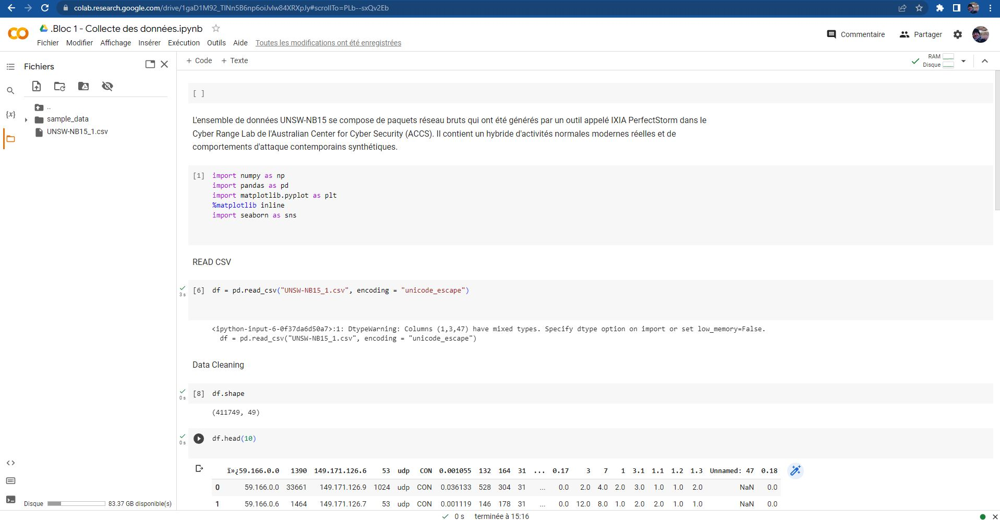 colab.research.google.com/drive/1gaD1M92_TINn5B6np6oiJvlw84XRXpJy#scrollTo=PLb--sxQv2Eb
.Bloc 1 - Collecte des données.ipynb
Fichier Modifier Affichage Insérer Exécution Outils Aide Toutes les modifications ont été enregistrées
Commentaire Partager
Fichiers
+ Code + Texte
RAM
Disque
..
sample_data
UNSW-NB15_1.csv
[ ]
L'ensemble de données UNSW-NB15 se compose de paquets réseau bruts qui ont été générés par un outil appelé IXIA PerfectStorm dans le
Cyber Range Lab de l'Australian Center for Cyber Security (ACCS). Il contient un hybride d'activités normales modernes réelles et de
comportements d'attaque contemporains synthétiques.
[1] import numpy as np
import pandas as pd
import matplotlib.pyplot as plt
%matplotlib inline
import seaborn as sns
READ CSV
3 s [6] df = pd.read_csv("UNSW-NB15_1.csv", encoding = "unicode_escape")
<ipython-input-6-0f37da6d50a7>:1: DtypeWarning: Columns (1,3,47) have mixed types. Specify dtype option on import or set low_memory=False.
df = pd.read_csv("UNSW-NB15_1.csv", encoding = "unicode_escape")
Data Cleaning
0 s [8] df.shape
(411749, 49)
0 s df.head(10)
ï»¿59.166.0.0 1390 149.171.126.6 53 udp CON 0.001055 132 164 31 ... 0.17 3 7 1 3.1 1.1 1.2 1.3 Unnamed: 47 0.18
0 59.166.0.0 33661 149.171.126.9 1024 udp CON 0.036133 528 304 31 ... 0.0 2.0 4.0 2.0 3.0 1.0 1.0 2.0 NaN 0.0
1 59.166.0.6 1464 149.171.126.7 53 udp CON 0.001119 146 178 31 ... 0.0 12.0 8.0 1.0 2.0 2.0 1.0 1.0 NaN 0.0
Disque 83.37 GB disponible(s)
0 s terminée à 15:16